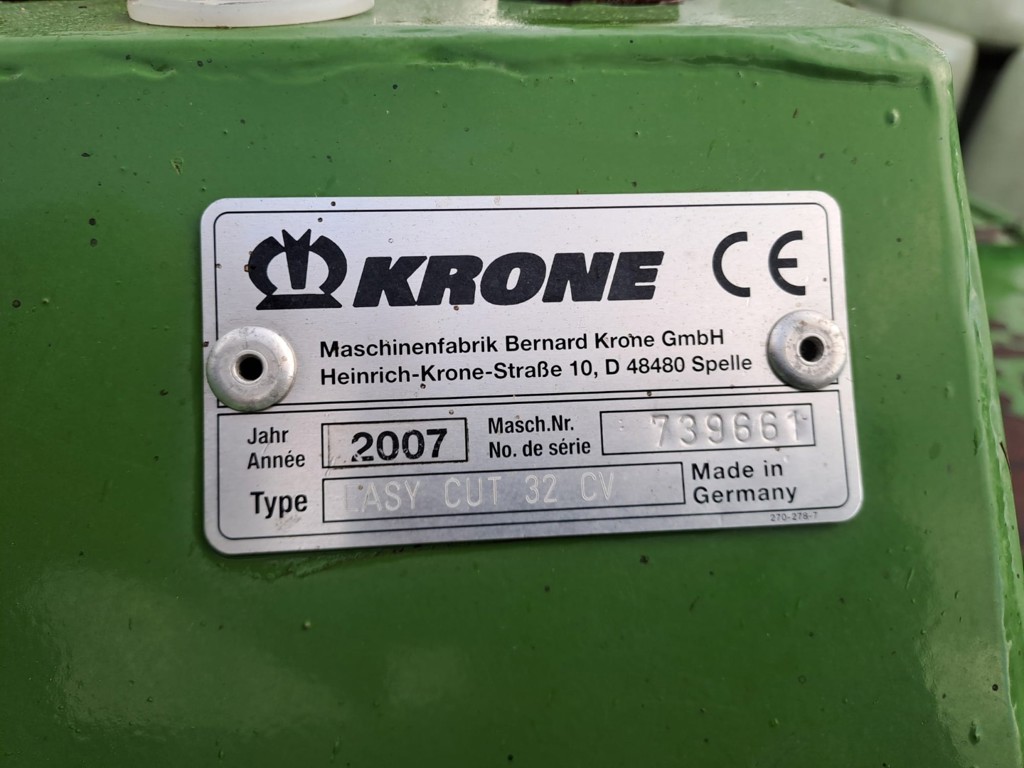 KRONE CE
Maschinenfabrik Bernard Krone GmbH
Heinrich-Krone-Straße 10, D 48480 Spelle
Jahr
Année
2007
Masch.Nr.
No. de série
739661
Type
EASY CUT 32 CV
Made in
Germany
270-278-7